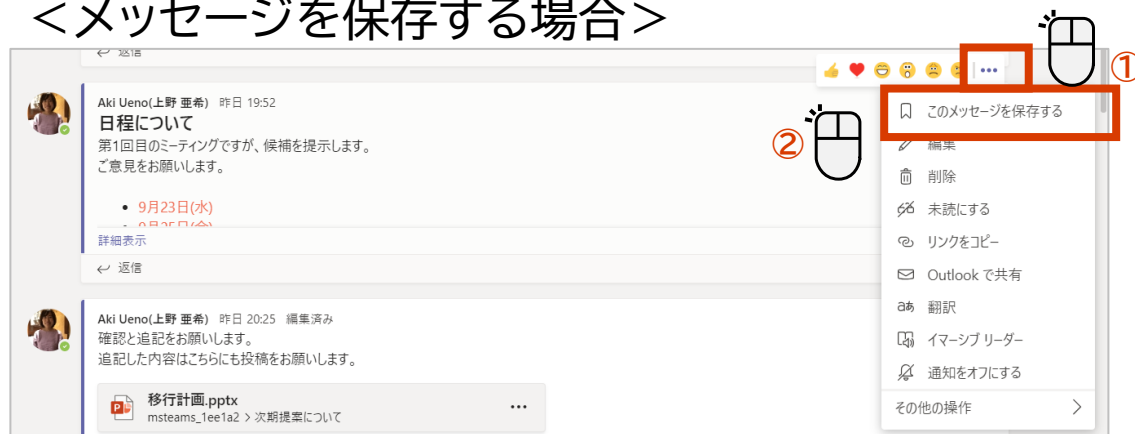 ＜メッセージを保存する場合＞
返信
①
Aki Ueno(上野 亜希) 昨日 19:52
日程について
第1回目のミーティングですが、候補を提示します。
ご意見をお願いします。
• 9月23日(水)
• 9月25日(金)
詳細表示
返信
②
このメッセージを保存する
編集
削除
未読にする
リンクをコピー
Outlook で共有
aあ 翻訳
イマーシブ リーダー
通知をオフにする
その他の操作
Aki Ueno(上野 亜希) 昨日 20:25 編集済み
確認と追記をお願いします。
追記した内容はこちらにも投稿をお願いします。
移行計画.pptx
msteams_1ee1a2 > 次期提案について